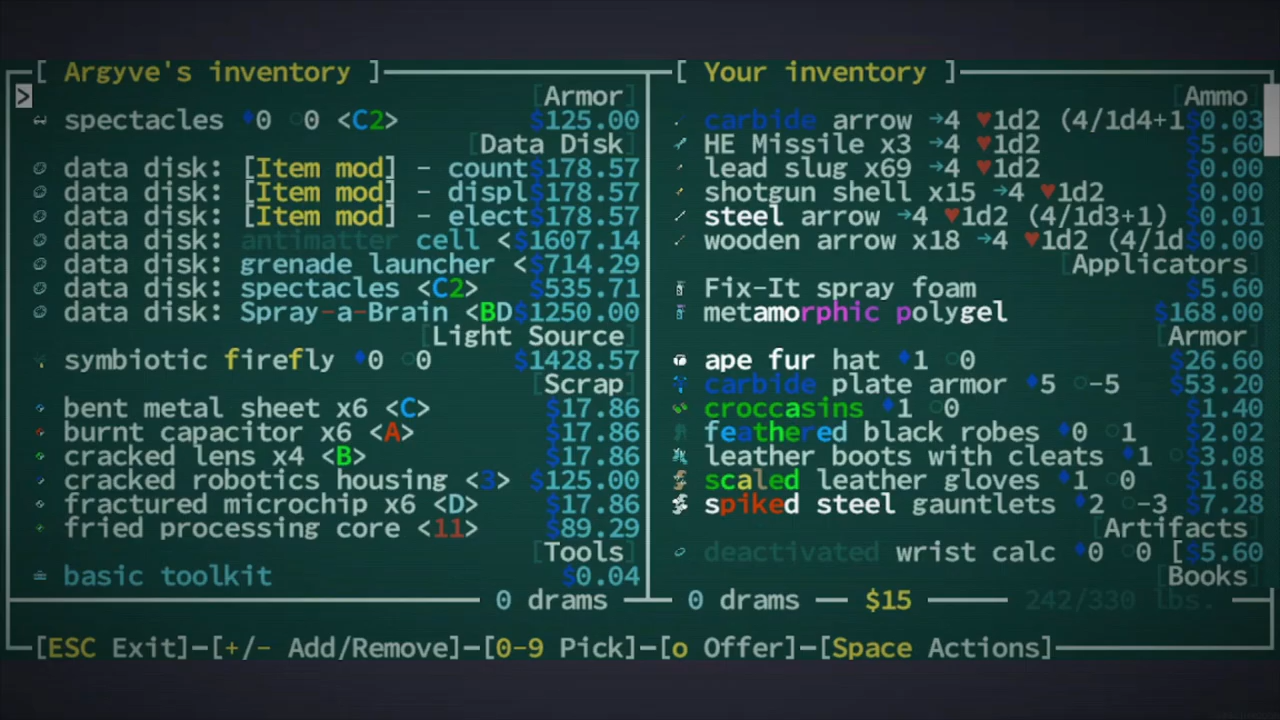 [ Argyve's inventory ]
>
[Armor]
spectacles ♦0 ○0 <C2> $125.00
[Data Disk]
data disk: [Item mod] - count $178.57
data disk: [Item mod] - displ $178.57
data disk: [Item mod] - elect $178.57
data disk: antimatter cell < $1607.14
data disk: grenade launcher < $714.29
data disk: spectacles <C2> $535.71
data disk: Spray-a-Brain <BD $1250.00
[Light Source]
symbiotic firefly ♦0 ○0 $1428.57
[Scrap]
bent metal sheet x6 <C> $17.86
burnt capacitor x6 <A> $17.86
cracked lens x4 <B> $17.86
cracked robotics housing <3> $125.00
fractured microchip x6 <D> $17.86
fried processing core <11> $89.29
[Tools]
basic toolkit $0.04
0 drams
[ Your inventory ]
[Ammo]
carbide arrow →4 ♥1d2 (4/1d4+1 $0.03
HE Missile x3 →4 ♥1d2 $5.60
lead slug x69 →4 ♥1d2 $0.00
shotgun shell x15 →4 ♥1d2 $0.00
steel arrow →4 ♥1d2 (4/1d3+1) $0.01
wooden arrow x18 →4 ♥1d2 (4/1d $0.00
[Applicators]
Fix-It spray foam $5.60
metamorphic polygel $168.00
[Armor]
ape fur hat ♦1 ○0 $26.60
carbide plate armor ♦5 ○-5 $53.20
croccasins ♦1 ○0 $1.40
feathered black robes ♦0 ○1 $2.02
leather boots with cleats ♦1 ○ $3.08
scaled leather gloves ♦1 ○0 $1.68
spiked steel gauntlets ♦2 ○-3 $7.28
[Artifacts]
deactivated wrist calc ♦0 ○0 [ $5.60
[Books]
0 drams — $15 — 242/330 lbs.
[ESC Exit]-[+/- Add/Remove]-[0-9 Pick]-[o Offer]-[Space Actions]